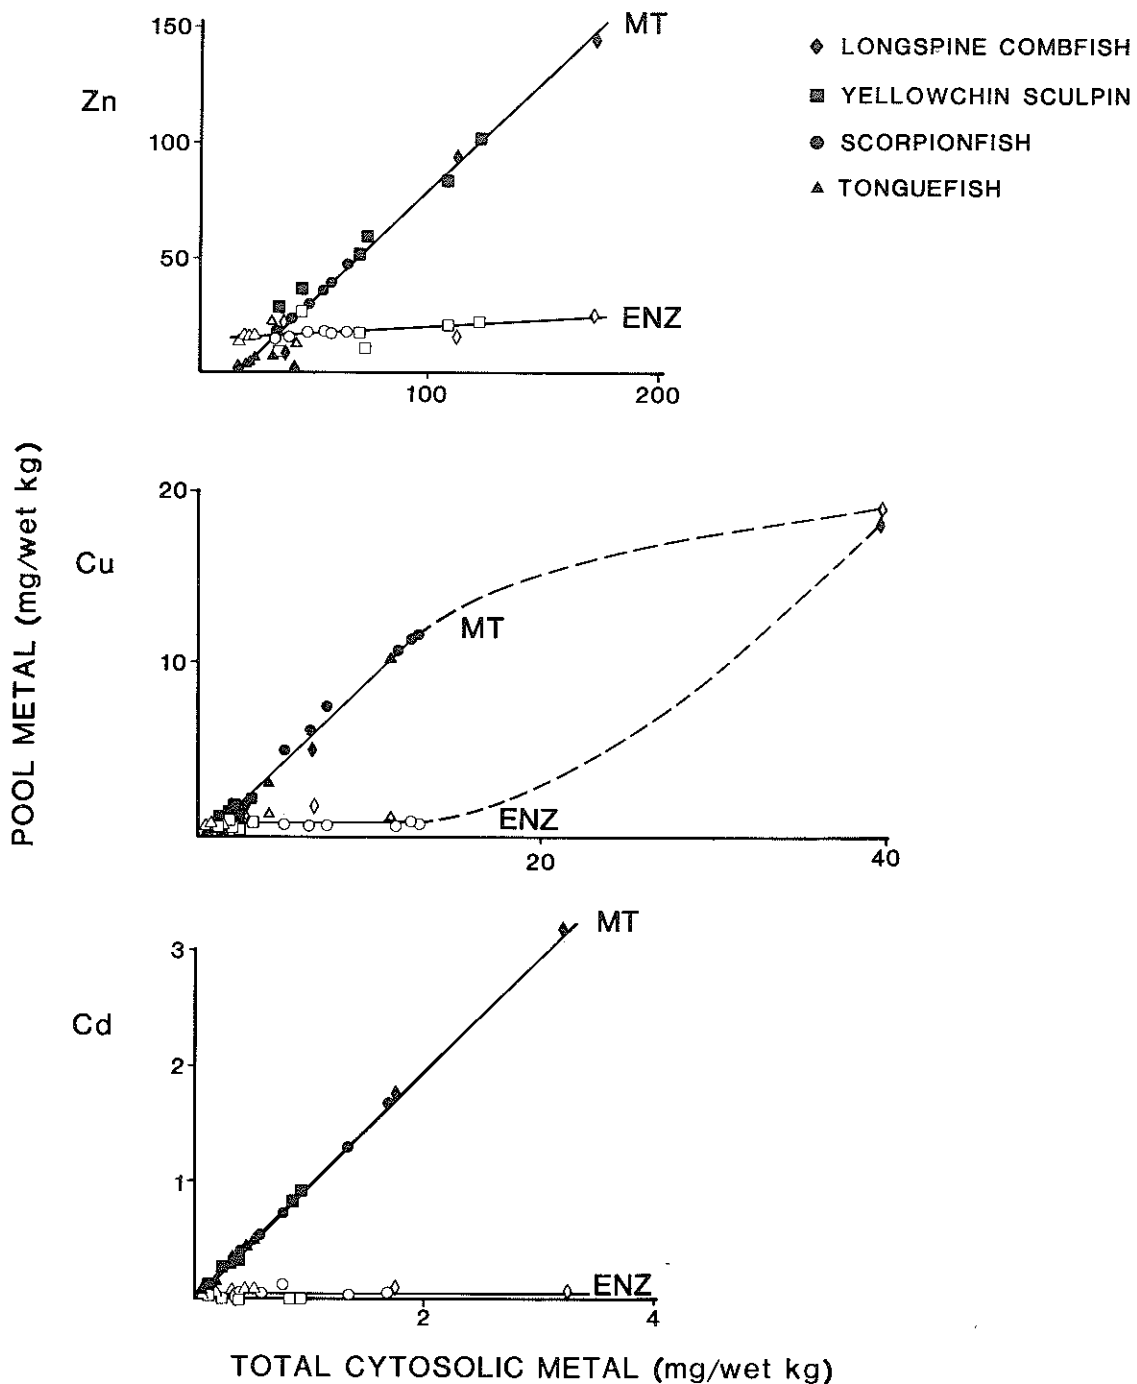 150
MT
LONGSPINE COMBFISH
Zn
YELLOWCHIN SCULPIN
100
SCORPIONFISH
TONGUEFISH
50
ENZ
100
200
POOL METAL (mg/wet kg)
20
Cu
MT
10
ENZ
20
40
MT
3
Cd
2
1
ENZ
2
4
TOTAL CYTOSOLIC METAL (mg/wet kg)